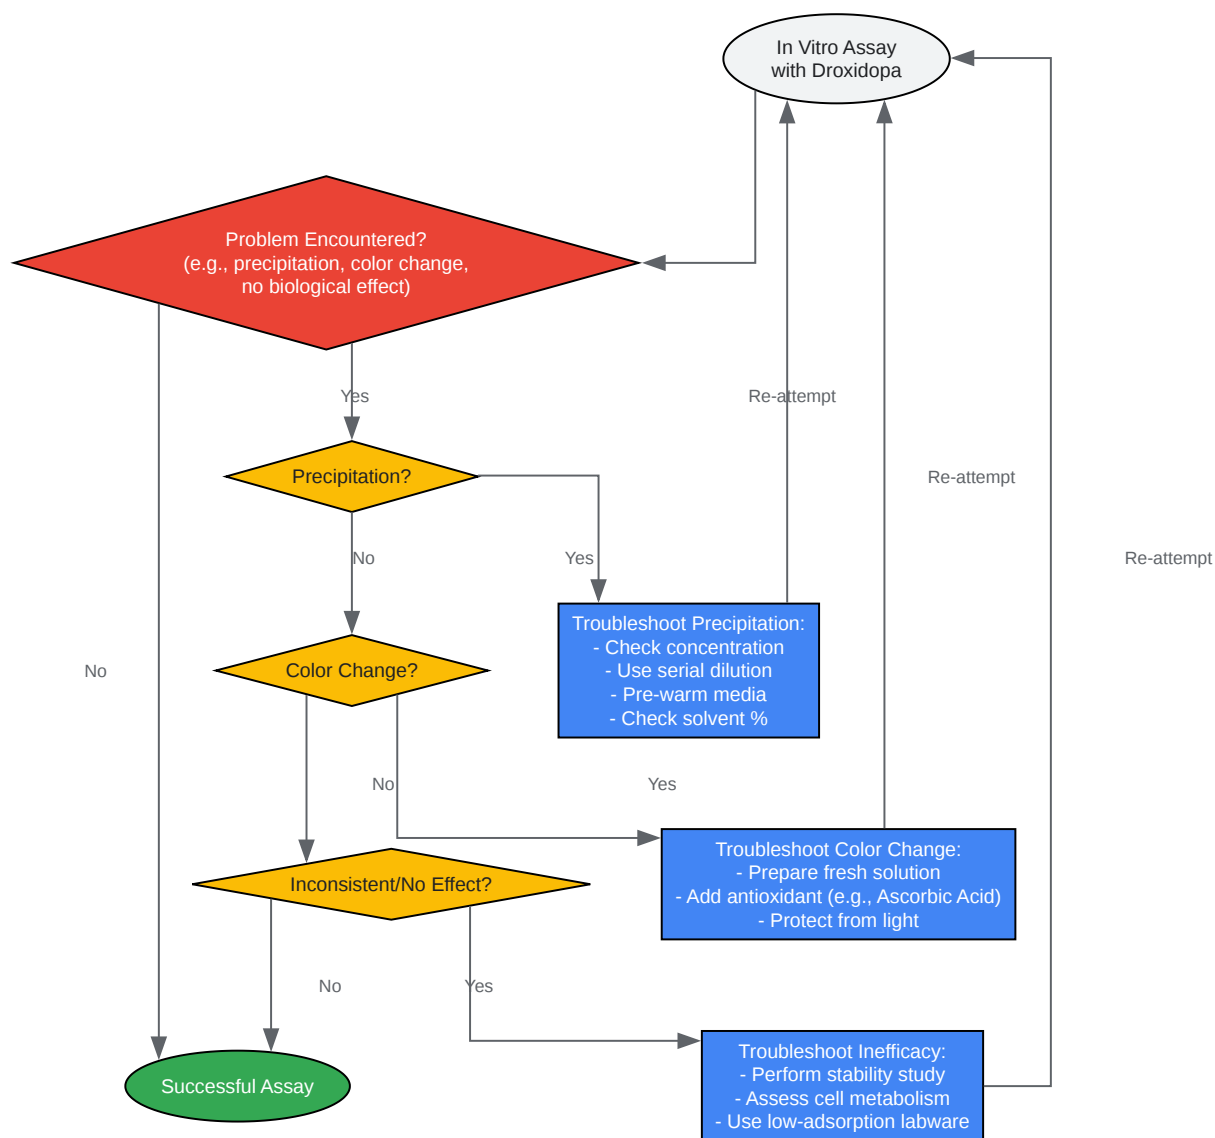 In Vitro Assay
with Droxidopa
Problem Encountered?
(e.g., precipitation, color change,
no biological effect)
Yes
Re-attempt
Precipitation?
Re-attempt
No
Yes
Re-attempt
Troubleshoot Precipitation:
- Check concentration
- Use serial dilution
- Pre-warm media
- Check solvent %
Color Change?
No
No
Yes
Troubleshoot Color Change:
- Prepare fresh solution
- Add antioxidant (e.g., Ascorbic Acid)
- Protect from light
Inconsistent/No Effect?
No
Yes
Troubleshoot Inefficacy:
- Perform stability study
- Assess cell metabolism
- Use low-adsorption labware
Successful Assay